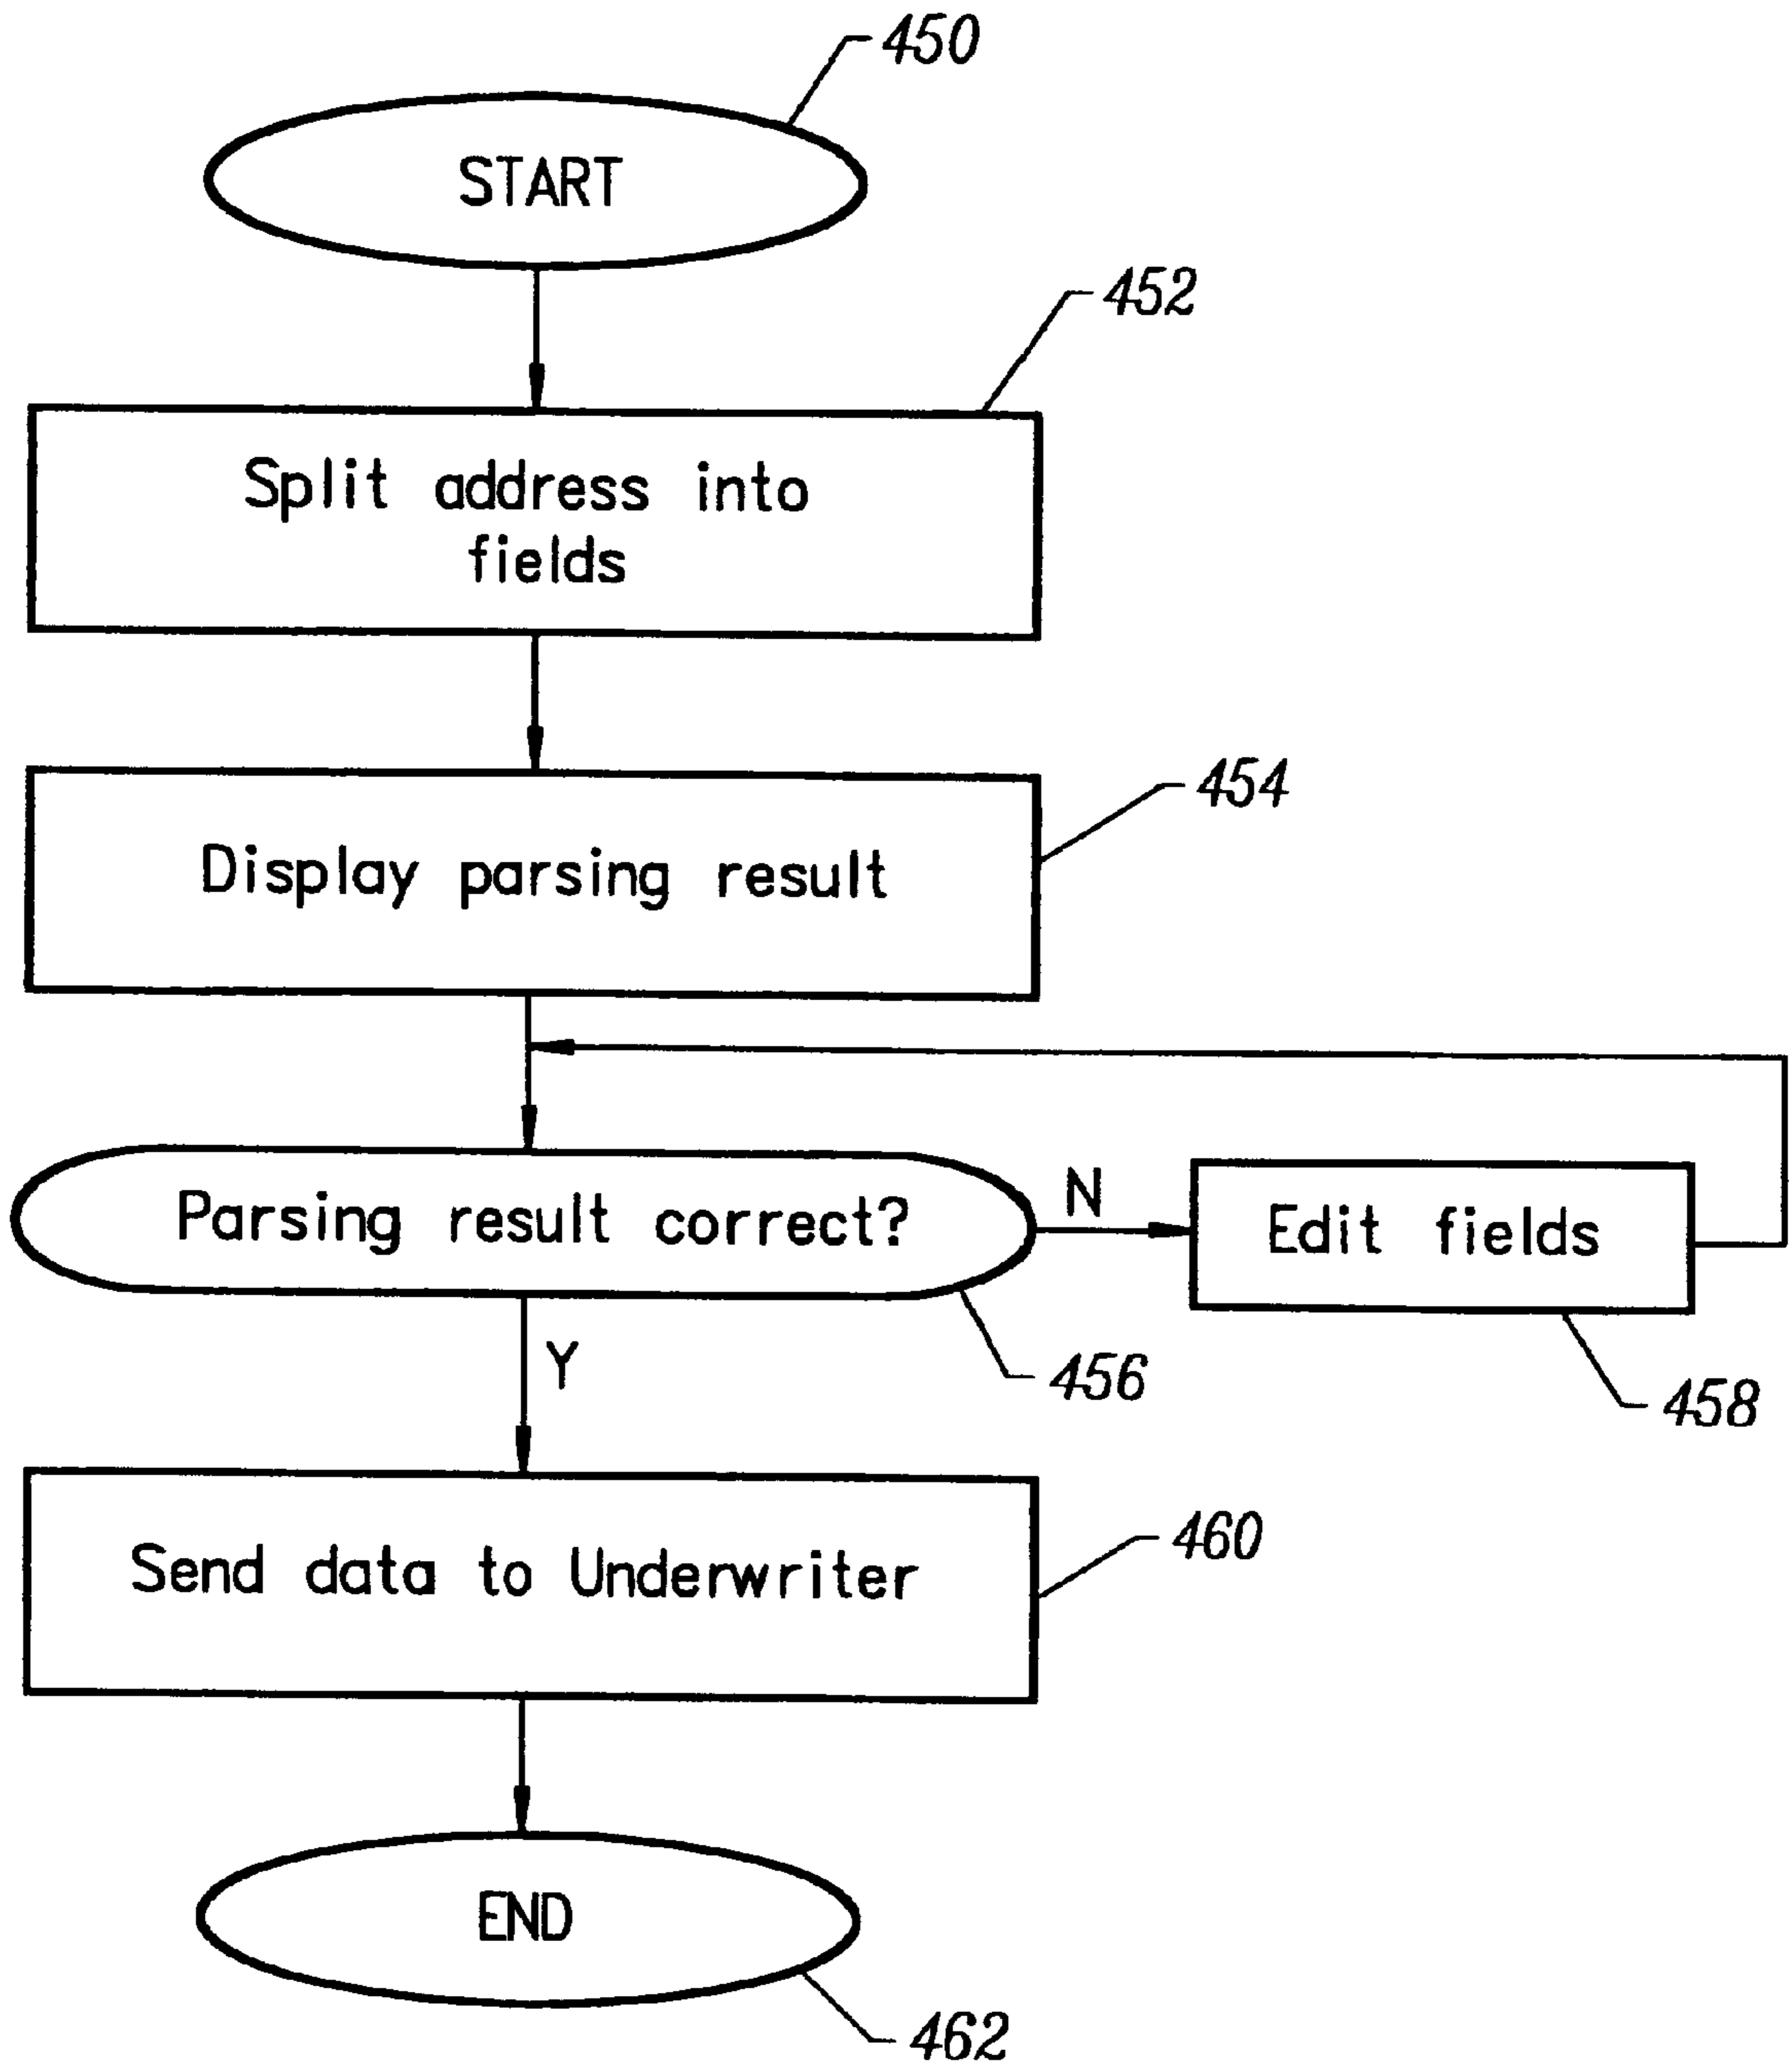 450
START
452
Split address into
fields
454
Display parsing result
Parsing result correct?
N
Edit fields
Y
456
458
460
Send data to Underwriter
END
462